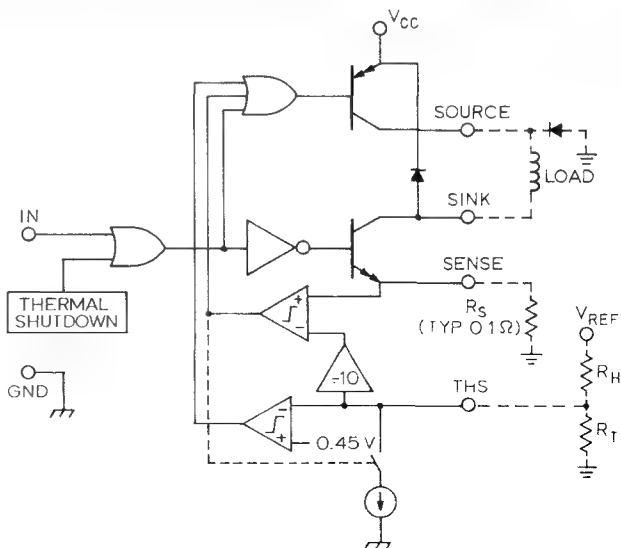 VCC
SOURCE
LOAD
SINK
IN
SENSE
THERMAL
SHUTDOWN
RS
(TYP 0.1 Ω)
VREF
÷10
RH
GND
THS
RT
0.45 V
+
−
−
+